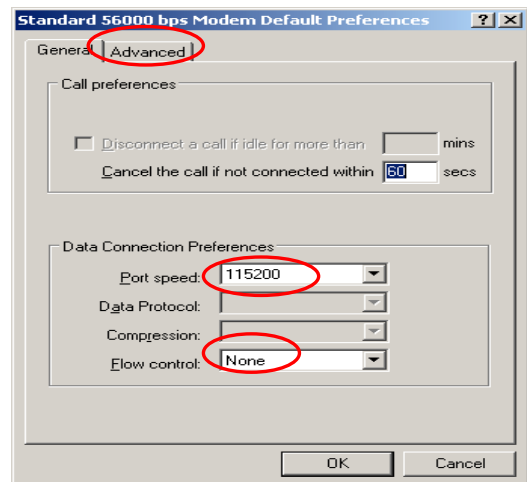 Standard 56000 bps Modem Default Preferences ? X
General Advanced
Call preferences
Disconnect a call if idle for more than mins
Cancel the call if not connected within 60 secs
Data Connection Preferences
Port speed: 115200
Data Protocol:
Compression:
Flow control: None
OK Cancel